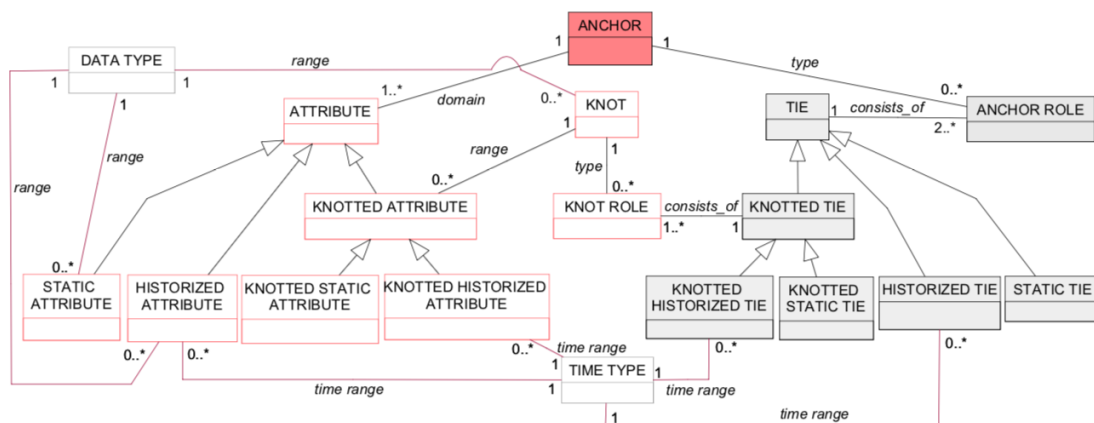 ANCHOR
1
1
DATA TYPE
range
type
1
1
1
1..*
domain
0..*
KNOT
0..*
ATTRIBUTE
TIE
1
consists_of
ANCHOR ROLE
2..*
1
range
range
1
type
range
0..*
0..*
KNOTTED ATTRIBUTE
KNOT ROLE
consists_of
KNOTTED TIE
1..*
1
0..*
STATIC
ATTRIBUTE
HISTORIZED
ATTRIBUTE
KNOTTED STATIC
ATTRIBUTE
KNOTTED HISTORIZED
ATTRIBUTE
KNOTTED
HISTORIZED TIE
KNOTTED
STATIC TIE
HISTORIZED TIE
STATIC TIE
0..*
0..*
0..*
time range
0..*
0..*
1
TIME TYPE
1
time range
1
time range
1
time range